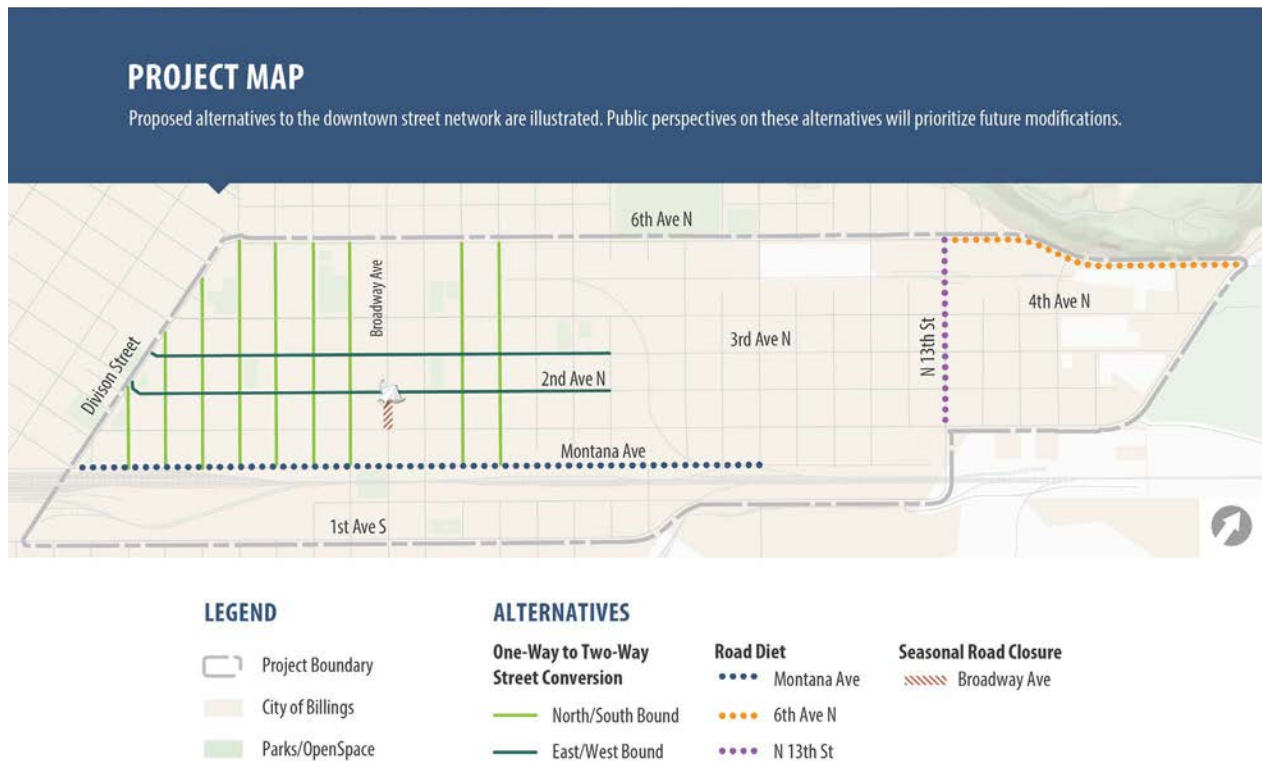 PROJECT MAP
Proposed alternatives to the downtown street network are illustrated. Public perspectives on these alternatives will prioritize future modifications.
6th Ave N
Broadway Ave
4th Ave N
3rd Ave N
N 13th St
Divison Street
2nd Ave N
Montana Ave
1st Ave S
LEGEND
Project Boundary
City of Billings
Parks/OpenSpace
ALTERNATIVES
One-Way to Two-Way
Street Conversion
North/South Bound
East/West Bound
Road Diet
Montana Ave
6th Ave N
N 13th St
Seasonal Road Closure
Broadway Ave